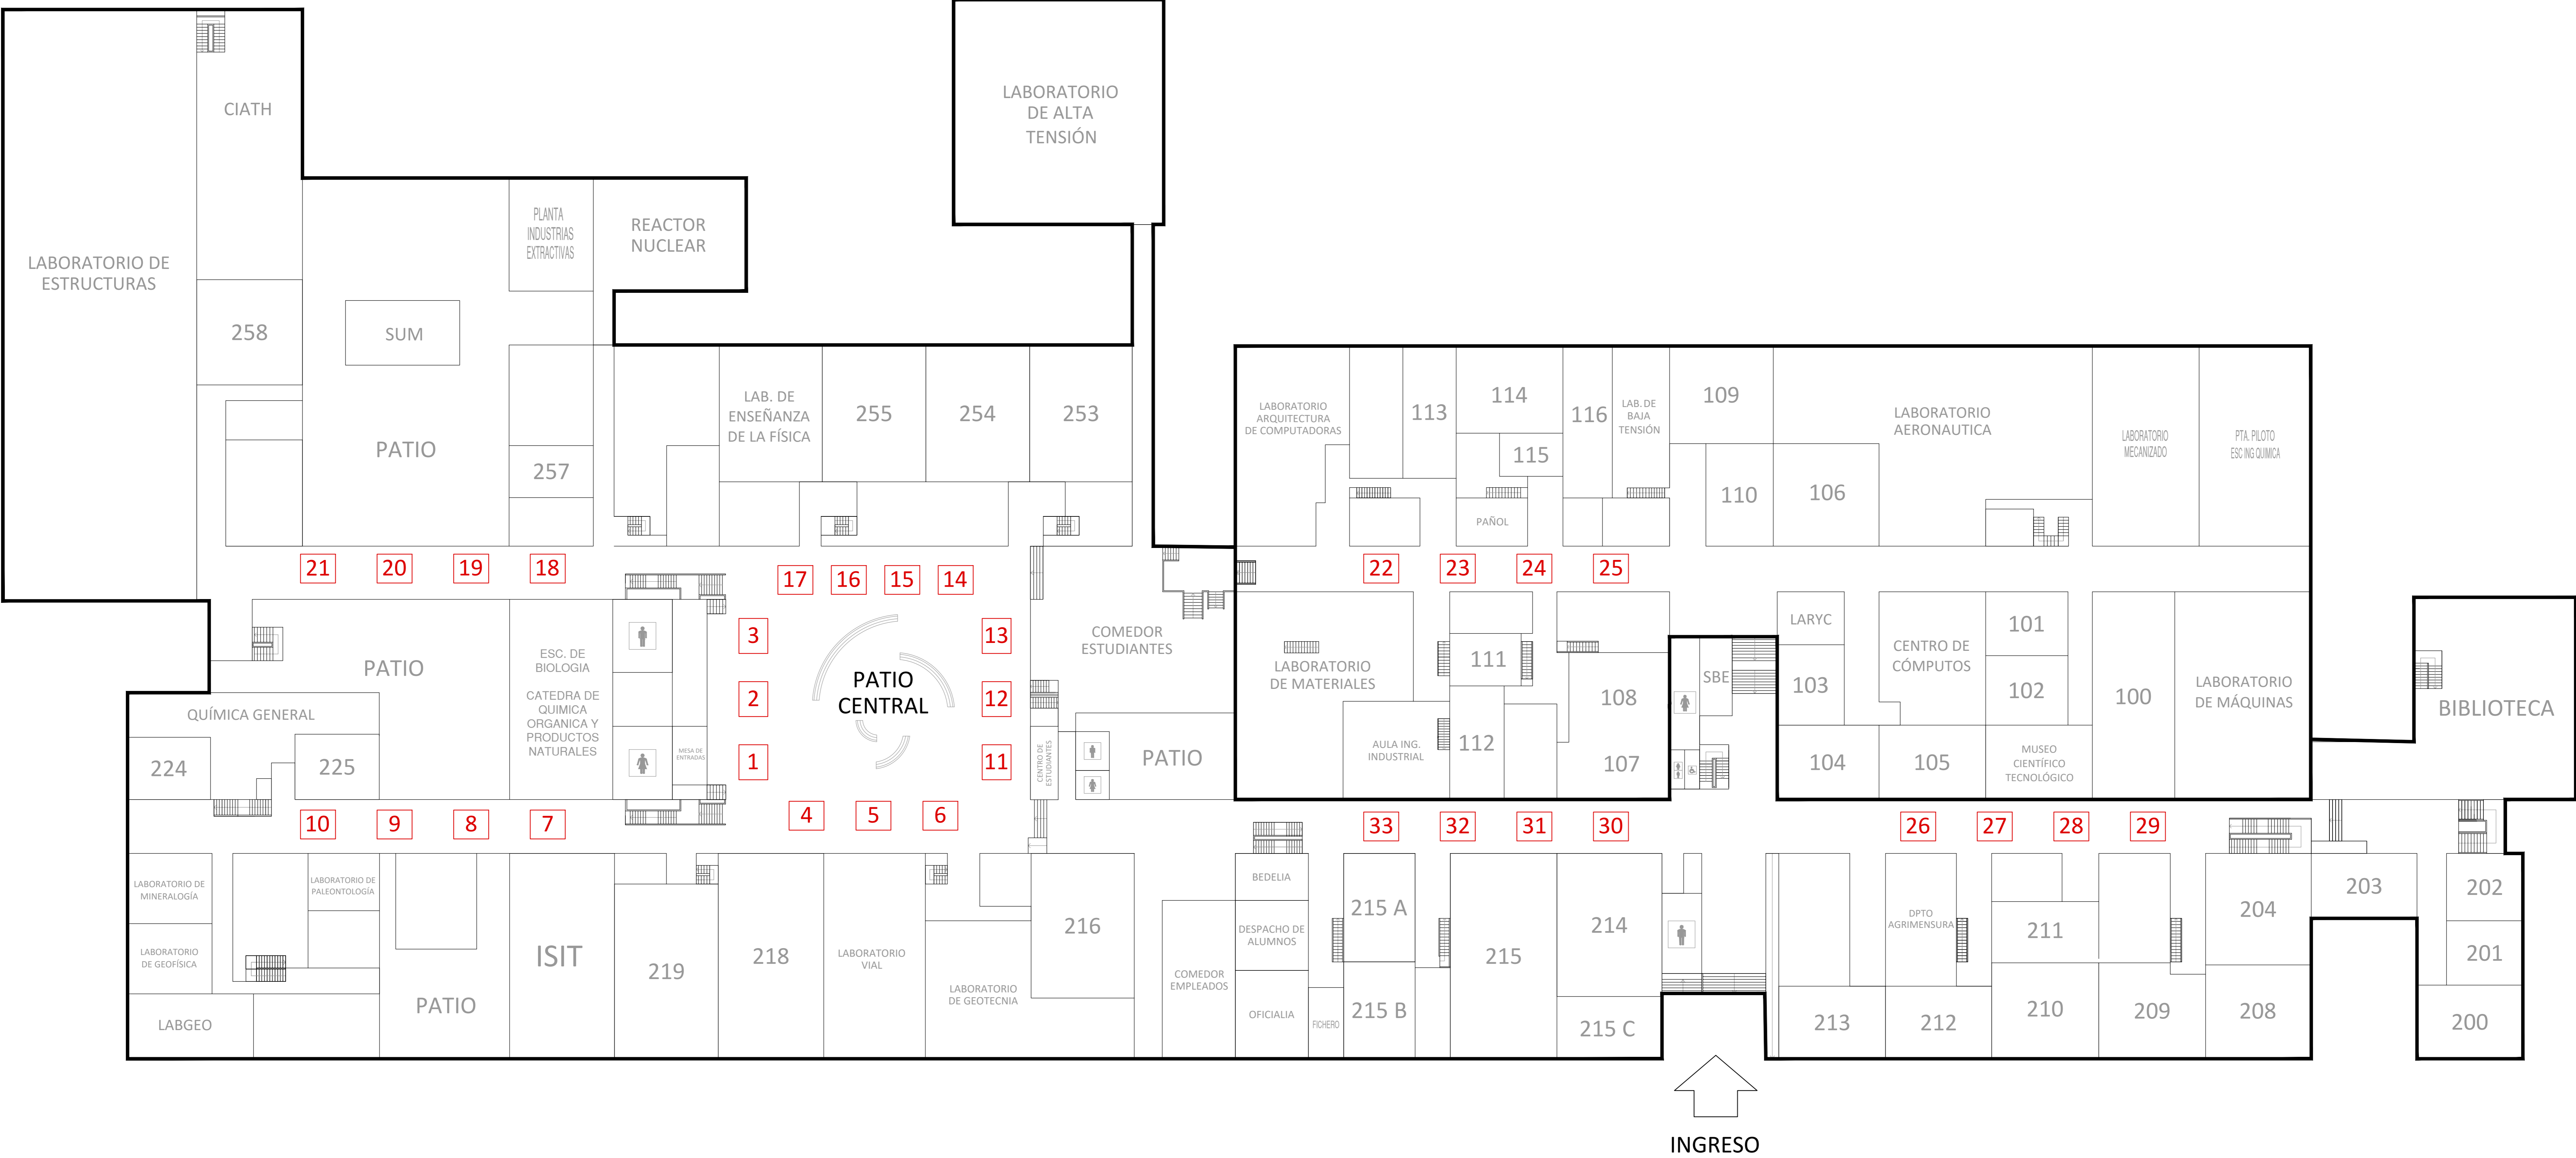 LABORATORIO
DE ALTA
TENSIÓN
CIATH
PLANTA
INDUSTRIAS
EXTRACTIVAS
REACTOR
NUCLEAR
LABORATORIO DE
ESTRUCTURAS
258
SUM
PATIO
257
LAB. DE
ENSEÑANZA
DE LA FÍSICA
255
254
253
LABORATORIO
ARQUITECTURA
DE COMPUTADORAS
113
114
115
116
LAB. DE
BAJA
TENSIÓN
109
LABORATORIO
AERONAUTICA
LABORATORIO
MECANIZADO
PTA. PILOTO
ESC ING QUIMICA
PAÑOL
110
106
21
20
19
18
17
16
15
14
22
23
24
25
3
2
1
13
12
11
PATIO
CENTRAL
PATIO
ESC. DE
BIOLOGIA
CATEDRA DE
QUIMICA
ORGANICA Y
PRODUCTOS
NATURALES
MESA DE
ENTRADAS
CENTRO DE
ESTUDIANTES
COMEDOR
ESTUDIANTES
PATIO
LABORATORIO
DE MATERIALES
111
AULA ING.
INDUSTRIAL
112
108
107
SBE
LARYC
103
104
CENTRO DE
CÓMPUTOS
105
101
102
MUSEO
CIENTÍFICO
TECNOLÓGICO
100
LABORATORIO
DE MÁQUINAS
BIBLIOTECA
QUÍMICA GENERAL
224
225
10
9
8
7
4
5
6
33
32
31
30
26
27
28
29
LABORATORIO DE
MINERALOGÍA
LABORATORIO DE
PALEONTOLOGÍA
LABORATORIO
DE GEOFÍSICA
LABGEO
PATIO
ISIT
219
218
LABORATORIO
VIAL
LABORATORIO
DE GEOTECNIA
216
COMEDOR
EMPLEADOS
BEDELIA
DESPACHO DE
ALUMNOS
OFICIALIA
FICHERO
215 A
215 B
215
214
215 C
213
DPTO
AGRIMENSURA
212
211
210
209
204
208
203
202
201
200
INGRESO